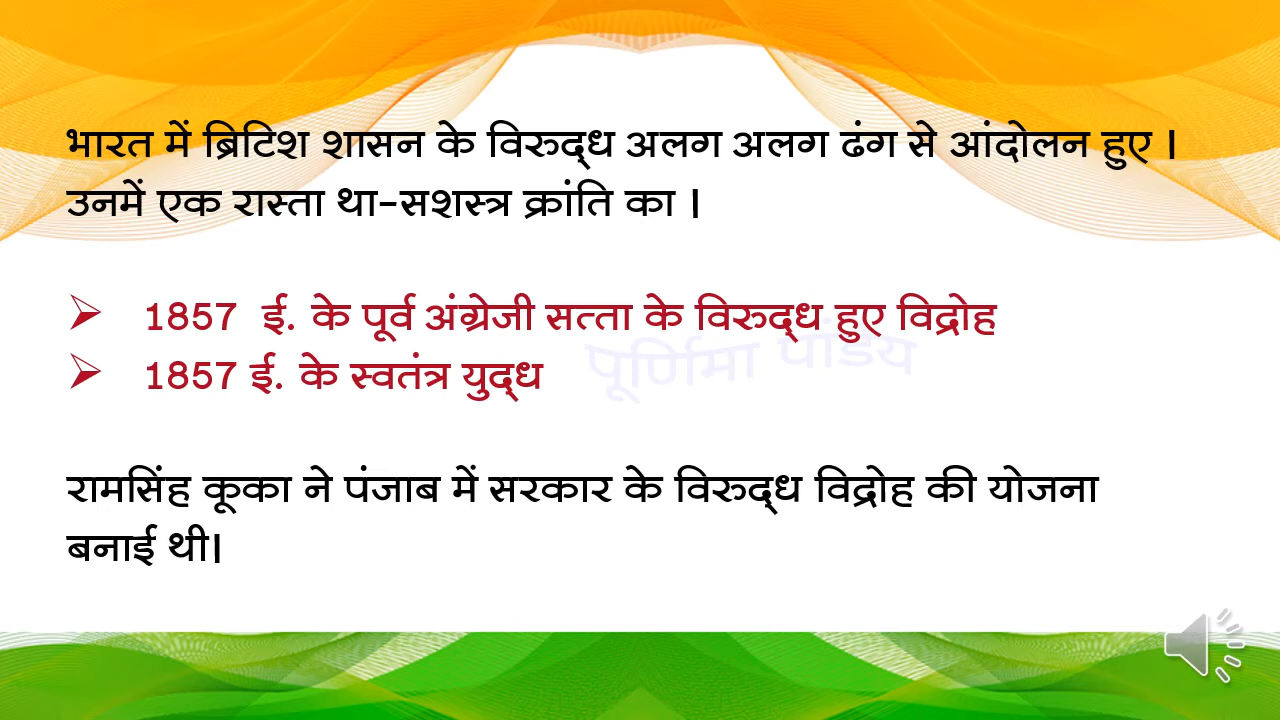 भारत में ब्रिटिश शासन के विरुद्ध अलग अलग ढंग से आंदोलन हुए ।
उनमें एक रास्ता था-सशस्त्र क्रांति का ।
➢ 1857 ई. के पूर्व अंग्रेजी सत्ता के विरुद्ध हुए विद्रोह
➢ 1857 ई. के स्वतंत्र युद्ध
पूर्णिमा पांडेय
रामसिंह कूका ने पंजाब में सरकार के विरुद्ध विद्रोह की योजना
बनाई थी।